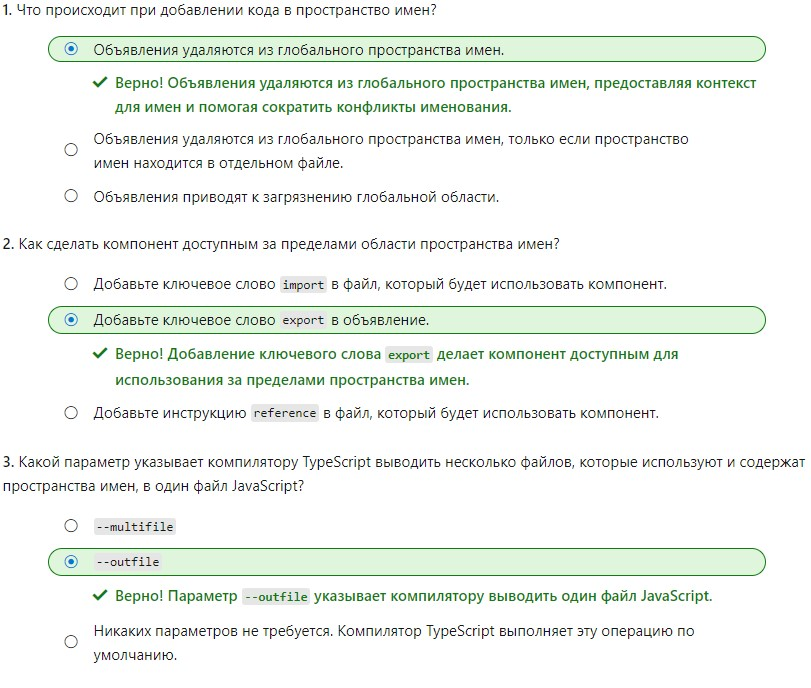 1. Что происходит при добавлении кода в пространство имен?
Объявления удаляются из глобального пространства имен.
Верно! Объявления удаляются из глобального пространства имен, предоставляя контекст
для имен и помогая сократить конфликты именования.
Объявления удаляются из глобального пространства имен, только если пространство
имен находится в отдельном файле.
Объявления приводят к загрязнению глобальной области.
2. Как сделать компонент доступным за пределами области пространства имен?
Добавьте ключевое слово import в файл, который будет использовать компонент.
Добавьте ключевое слово export в объявление.
Верно! Добавление ключевого слова export делает компонент доступным для
использования за пределами пространства имен.
Добавьте инструкцию reference в файл, который будет использовать компонент.
3. Какой параметр указывает компилятору TypeScript выводить несколько файлов, которые используют и содержат
пространства имен, в один файл JavaScript?
--multifile
--outfile
Верно! Параметр --outfile указывает компилятору выводить один файл JavaScript.
Никаких параметров не требуется. Компилятор TypeScript выполняет эту операцию по
умолчанию.